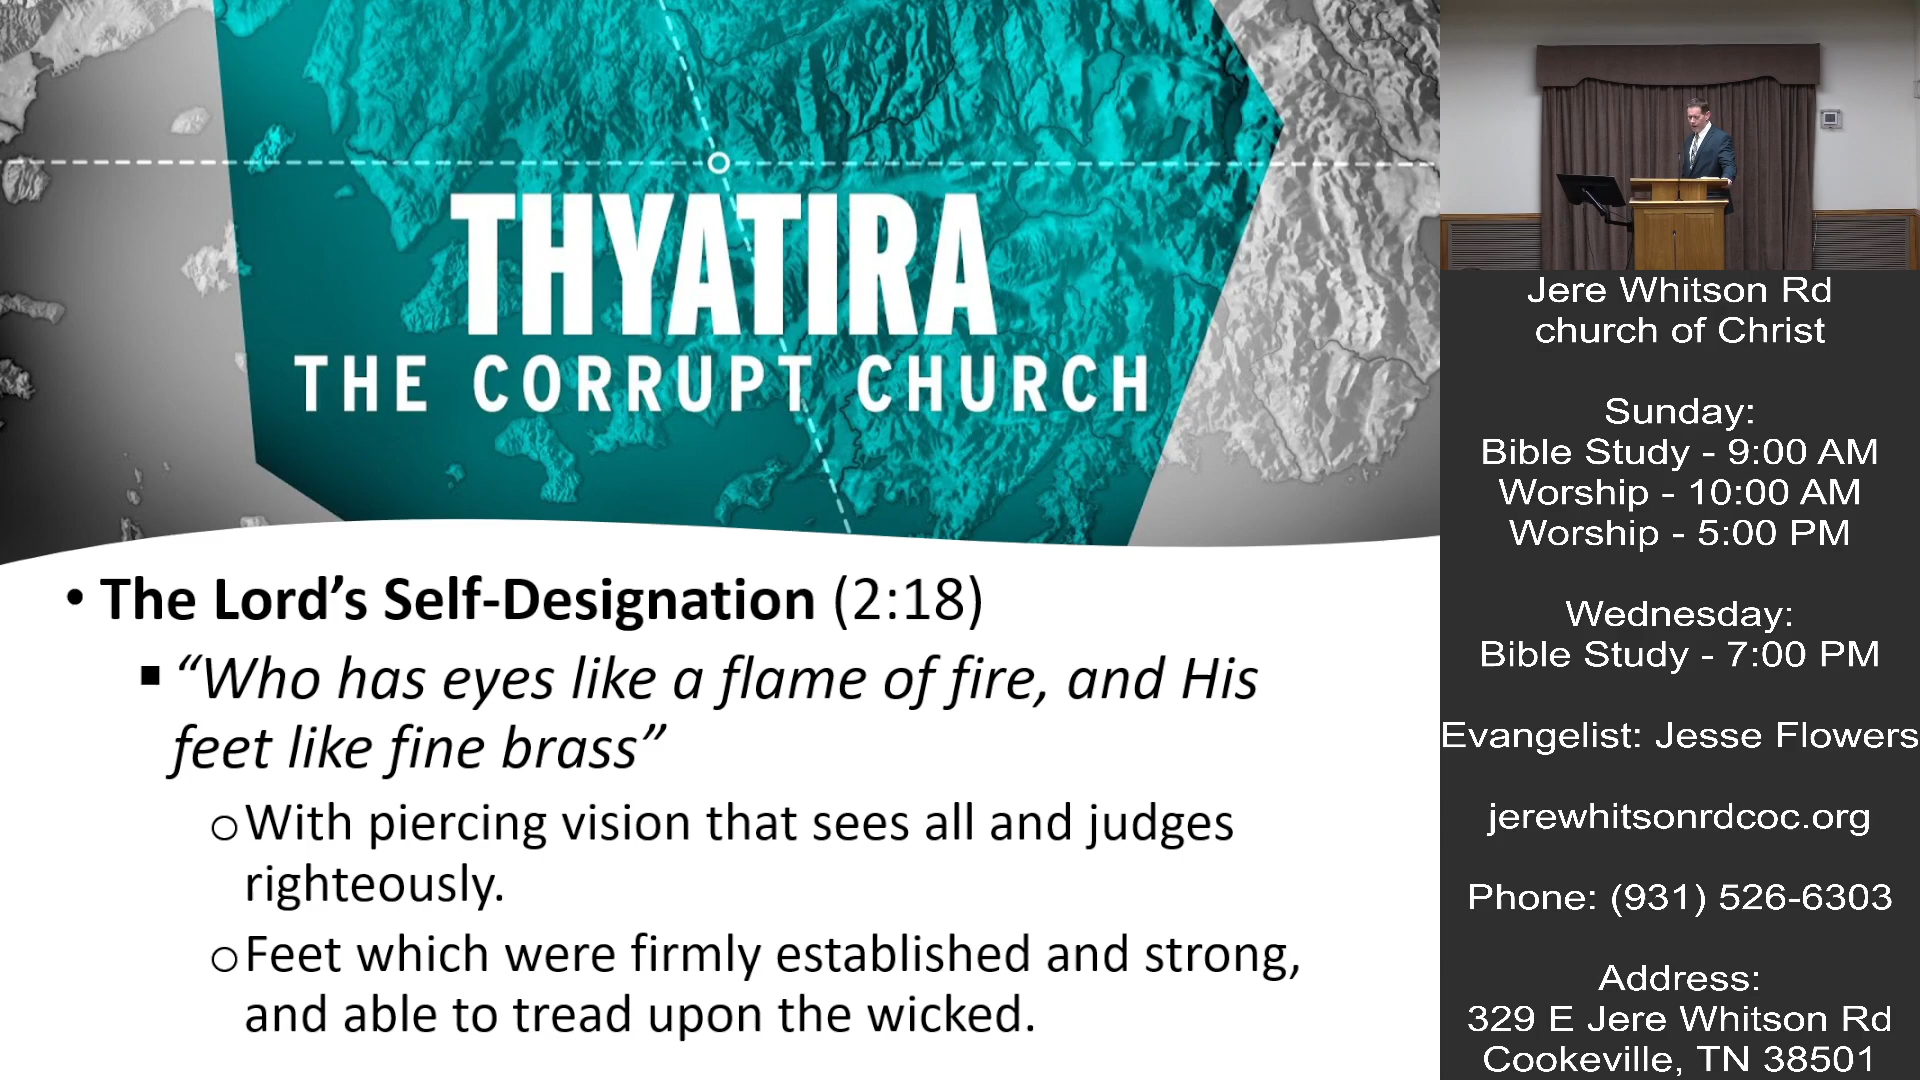 THYATIRA
THE CORRUPT CHURCH
• The Lord’s Self-Designation (2:18)
▪ “Who has eyes like a flame of fire, and His
feet like fine brass”
o With piercing vision that sees all and judges
righteously.
o Feet which were firmly established and strong,
and able to tread upon the wicked.
Jere Whitson Rd
church of Christ
Sunday:
Bible Study - 9:00 AM
Worship - 10:00 AM
Worship - 5:00 PM
Wednesday:
Bible Study - 7:00 PM
Evangelist: Jesse Flowers
jerewhitsonrdcoc.org
Phone: (931) 526-6303
Address:
329 E Jere Whitson Rd
Cookeville, TN 38501